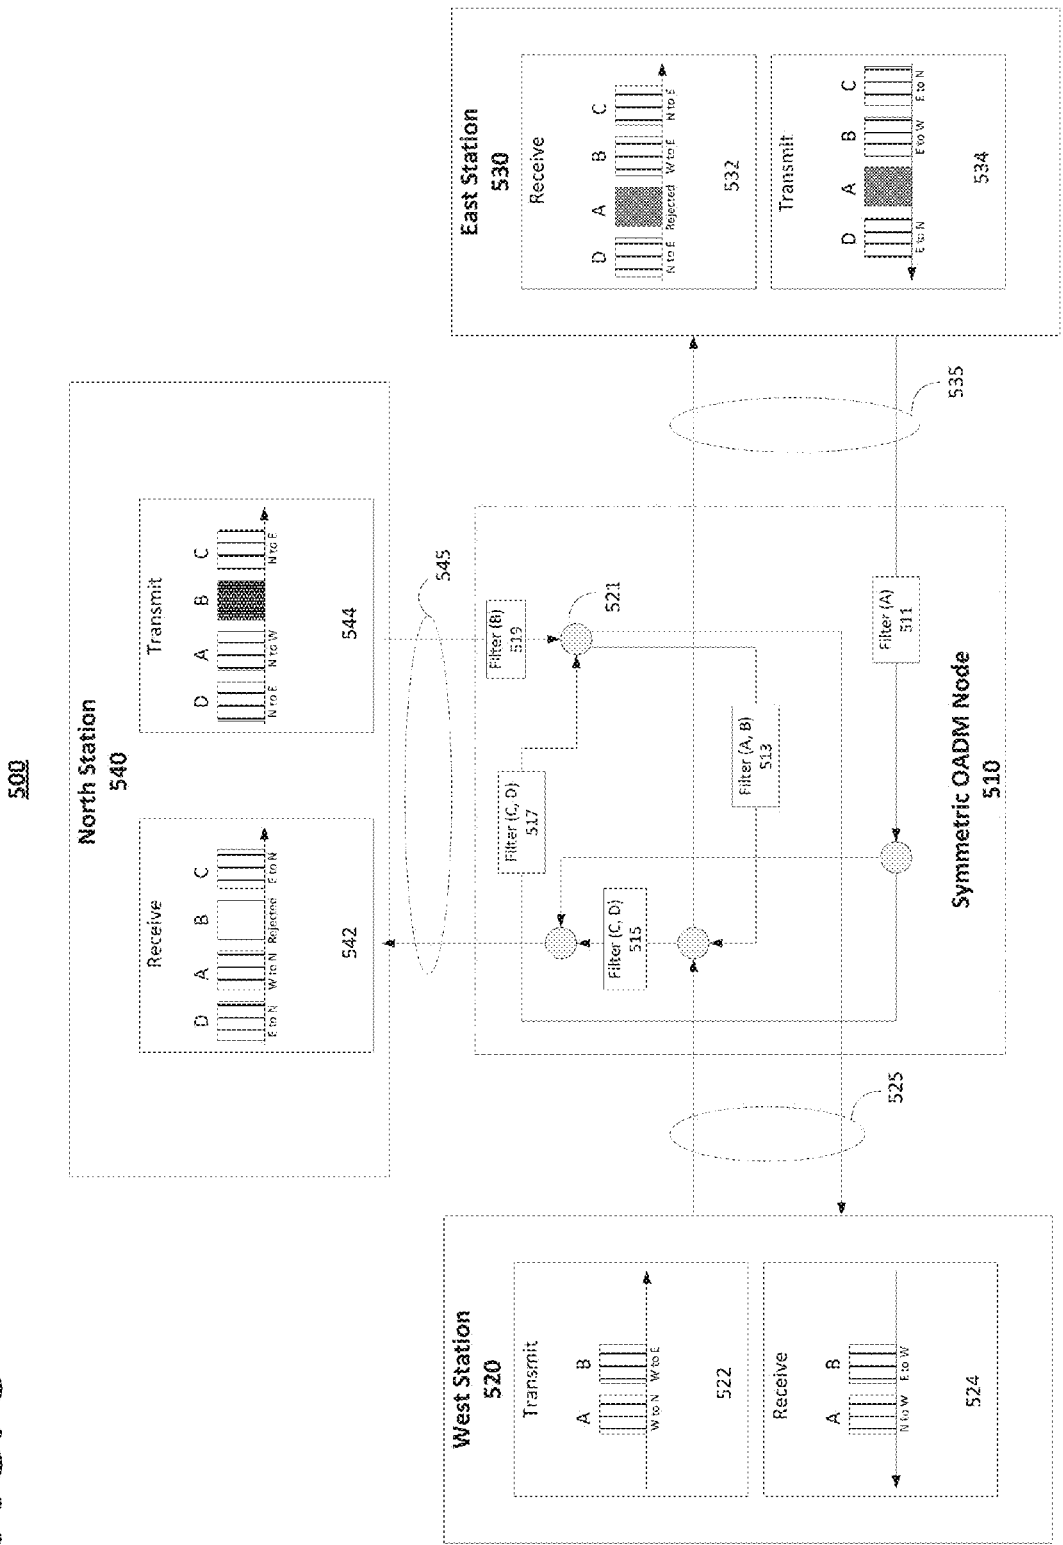 500
North Station
540
Receive
D A B C
E to N W to N Rejected E to N
542
Transmit
D A B C
N to E N to W N to E
544
545
West Station
520
Transmit
A B
W to N W to E
522
Receive
A B
N to W E to W
524
525
Filter (C, D)
517
Filter (B)
519
521
Filter (C, D)
515
Filter (A, B)
513
Filter (A)
511
Symmetric OADM Node
510
535
East Station
530
Receive
D A B C
N to E Rejected W to E N to E
532
Transmit
D A B C
E to N E to W E to N
534